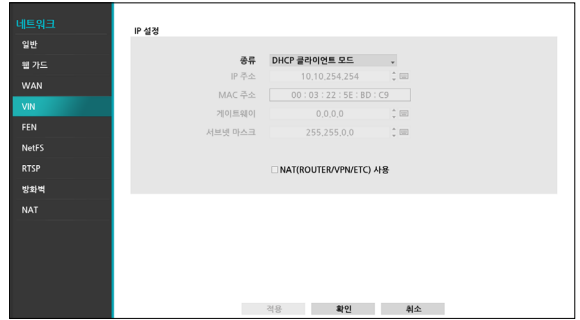 네트워크
일반
웹 가드
WAN
VIN
FEN
NetFS
RTSP
방화벽
NAT
IP 설정
종류 DHCP 클라이언트 모드
IP 주소 10,10,254,254
MAC 주소 00 : 03 : 22 : 5E : BD : C9
게이트웨이 0,0,0,0
서브넷 마스크 255,255,0,0
NAT(ROUTER/VPN/ETC) 사용
적용 확인 취소